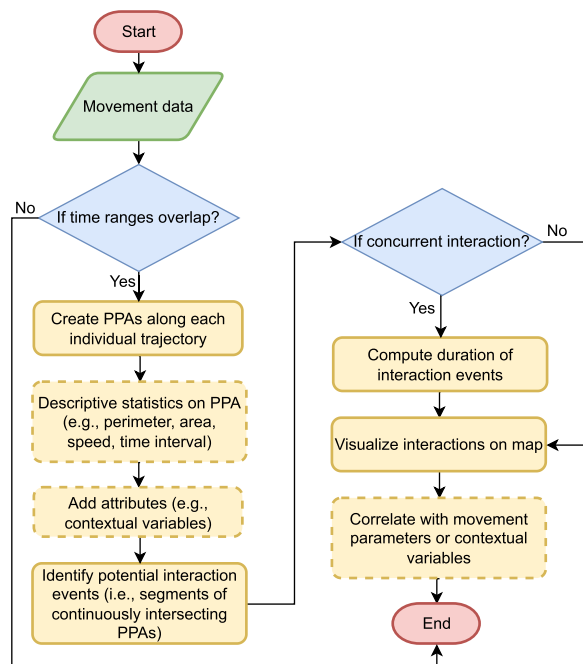 Start
Movement data
No
If time ranges overlap?
Yes
Create PPAs along each
individual trajectory
Descriptive statistics on PPA
(e.g., perimeter, area,
speed, time interval)
Add attributes (e.g.,
contextual variables)
Identify potential interaction
events (i.e., segments of
continuously intersecting
PPAs)
If concurrent interaction?
No
Yes
Compute duration of
interaction events
Visualize interactions on map
Correlate with movement
parameters or contextual
variables
End